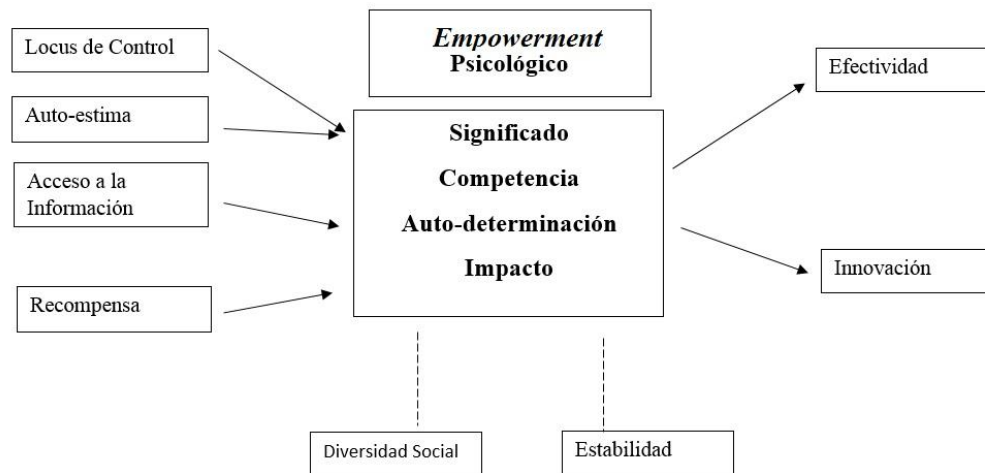 Locus de Control
Auto-estima
Acceso a la
Información
Recompensa
Empowerment
Psicológico
Significado
Competencia
Auto-determinación
Impacto
Efectividad
Innovación
Diversidad Social
Estabilidad